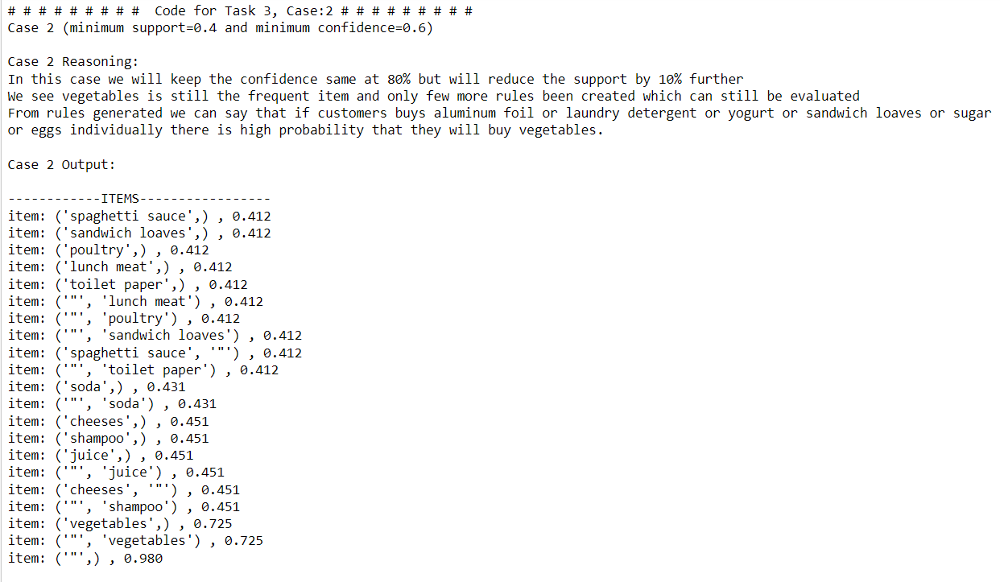 # # # # # # # # #  Code for Task 3, Case:2 # # # # # # # # #
Case 2 (minimum support=0.4 and minimum confidence=0.6)
Case 2 Reasoning:
In this case we will keep the confidence same at 80% but will reduce the support by 10% further
We see vegetables is still the frequent item and only few more rules been created which can still be evaluated
From rules generated we can say that if customers buys aluminum foil or laundry detergent or yogurt or sandwich loaves or sugar
or eggs individually there is high probability that they will buy vegetables.
Case 2 Output:
------------ITEMS-----------------
item: ('spaghetti sauce',) , 0.412
item: ('sandwich loaves',) , 0.412
item: ('poultry',) , 0.412
item: ('lunch meat',) , 0.412
item: ('toilet paper',) , 0.412
item: ('"', 'lunch meat') , 0.412
item: ('"', 'poultry') , 0.412
item: ('"', 'sandwich loaves') , 0.412
item: ('spaghetti sauce', '"') , 0.412
item: ('"', 'toilet paper') , 0.412
item: ('soda',) , 0.431
item: ('"', 'soda') , 0.431
item: ('cheeses',) , 0.451
item: ('shampoo',) , 0.451
item: ('juice',) , 0.451
item: ('"', 'juice') , 0.451
item: ('cheeses', '"') , 0.451
item: ('"', 'shampoo') , 0.451
item: ('vegetables',) , 0.725
item: ('"', 'vegetables') , 0.725
item: ('"',) , 0.980